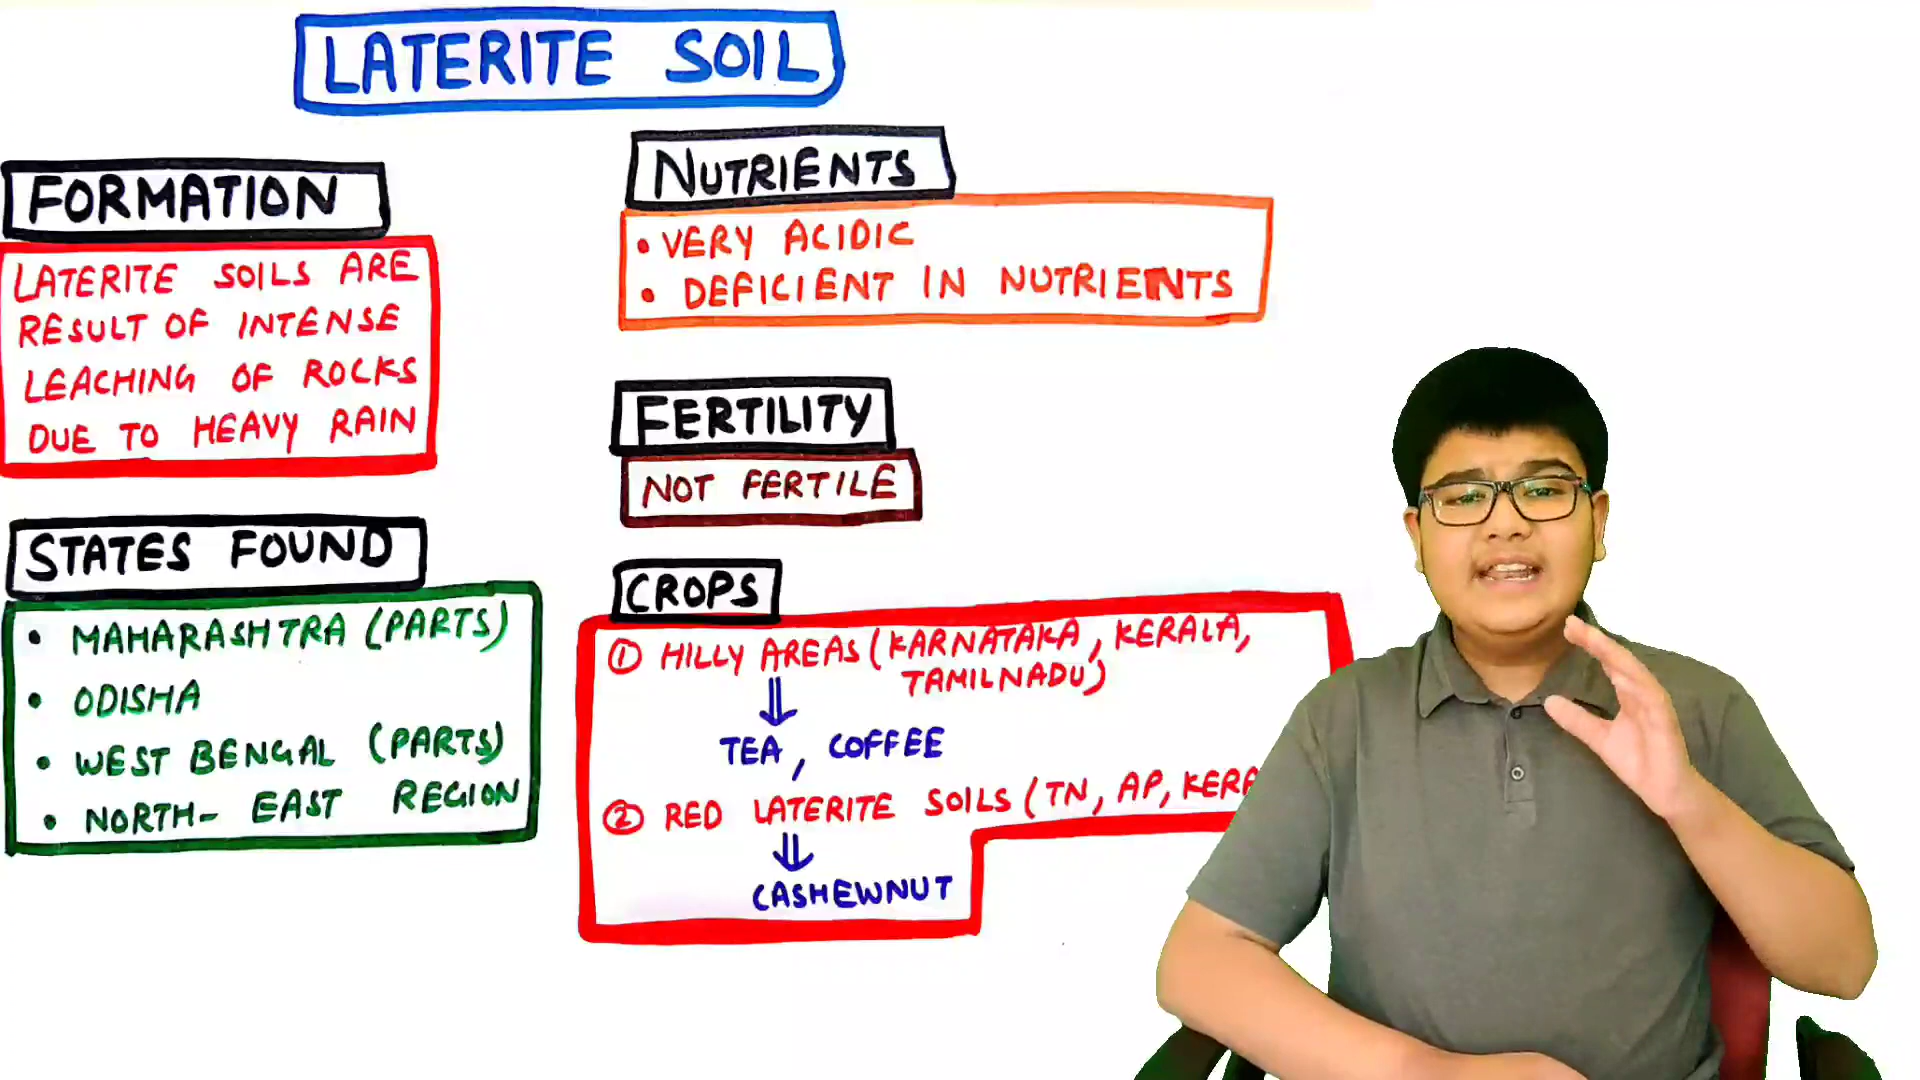 LATERITE SOIL
FORMATION
LATERITE SOILS ARE
RESULT OF INTENSE
LEACHING OF ROCKS
DUE TO HEAVY RAIN
STATES FOUND
• MAHARASHTRA (PARTS)
• ODISHA
• WEST BENGAL (PARTS)
• NORTH- EAST REGION
NUTRIENTS
• VERY ACIDIC
• DEFICIENT IN NUTRIENTS
FERTILITY
NOT FERTILE
CROPS
① HILLY AREAS (KARNATAKA, KERALA,
TAMILNADU)
⇓
TEA, COFFEE
② RED LATERITE SOILS (TN, AP,
⇓
CASHEWNUT